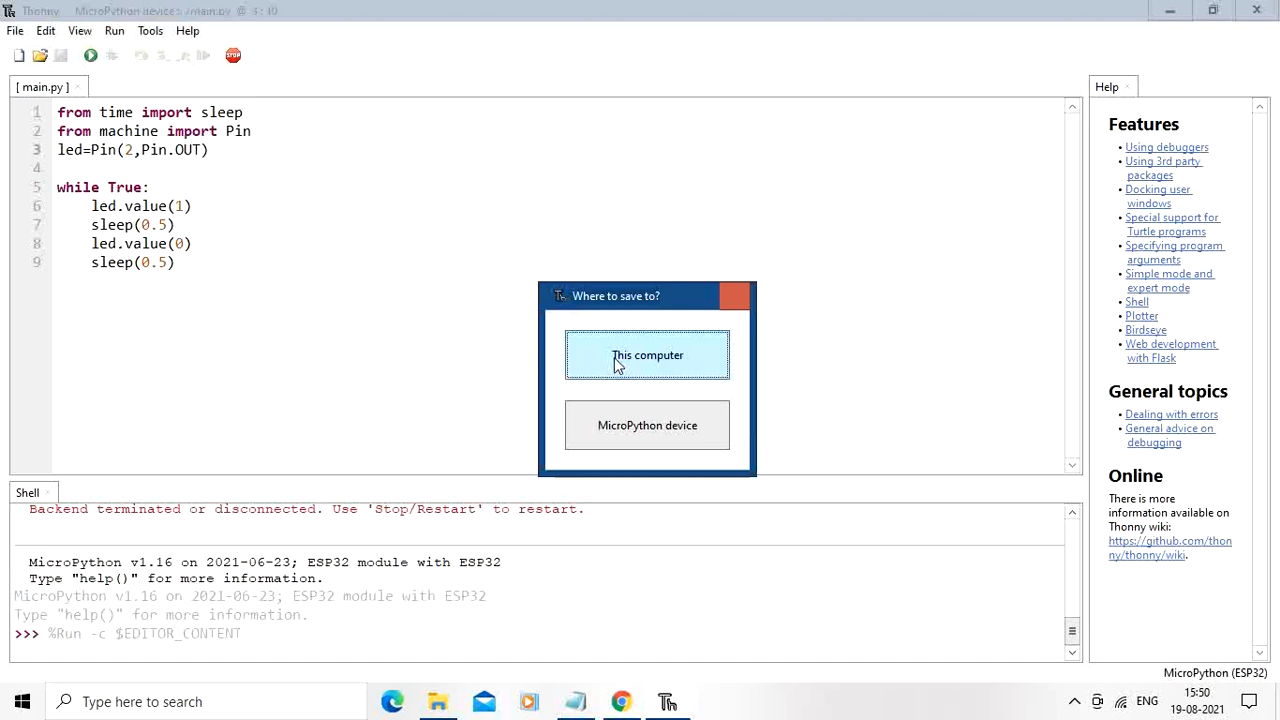 Thonny - MicroPython device :: /main.py @ 3:10
File Edit View Run Tools Help
STOP
[ main.py ] ×
1 from time import sleep
2 from machine import Pin
3 led=Pin(2,Pin.OUT)
4
5 while True:
6 led.value(1)
7 sleep(0.5)
8 led.value(0)
9 sleep(0.5)
Where to save to?
This computer
MicroPython device
Shell ×
Backend terminated or disconnected. Use 'Stop/Restart' to restart.
MicroPython v1.16 on 2021-06-23; ESP32 module with ESP32
Type "help()" for more information.
MicroPython v1.16 on 2021-06-23; ESP32 module with ESP32
Type "help()" for more information.
>>> %Run -c $EDITOR_CONTENT
Help ×
Features
• Using debuggers
• Using 3rd party
packages
• Docking user
windows
• Special support for
Turtle programs
• Specifying program
arguments
• Simple mode and
expert mode
• Shell
• Plotter
• Birdseye
• Web development
with Flask
General topics
• Dealing with errors
• General advice on
debugging
Online
There is more
information available on
Thonny wiki:
https://github.com/thon
ny/thonny/wiki.
MicroPython (ESP32)
Type here to search
ENG
15:50
19-08-2021